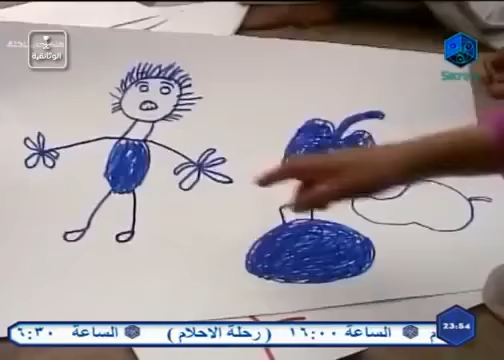 الوثائقية
23:54
م ⬢ الساعة ١٦:٠٠ ( رحلة الاحلام ) ⬢ الساعة ٦:٣٠